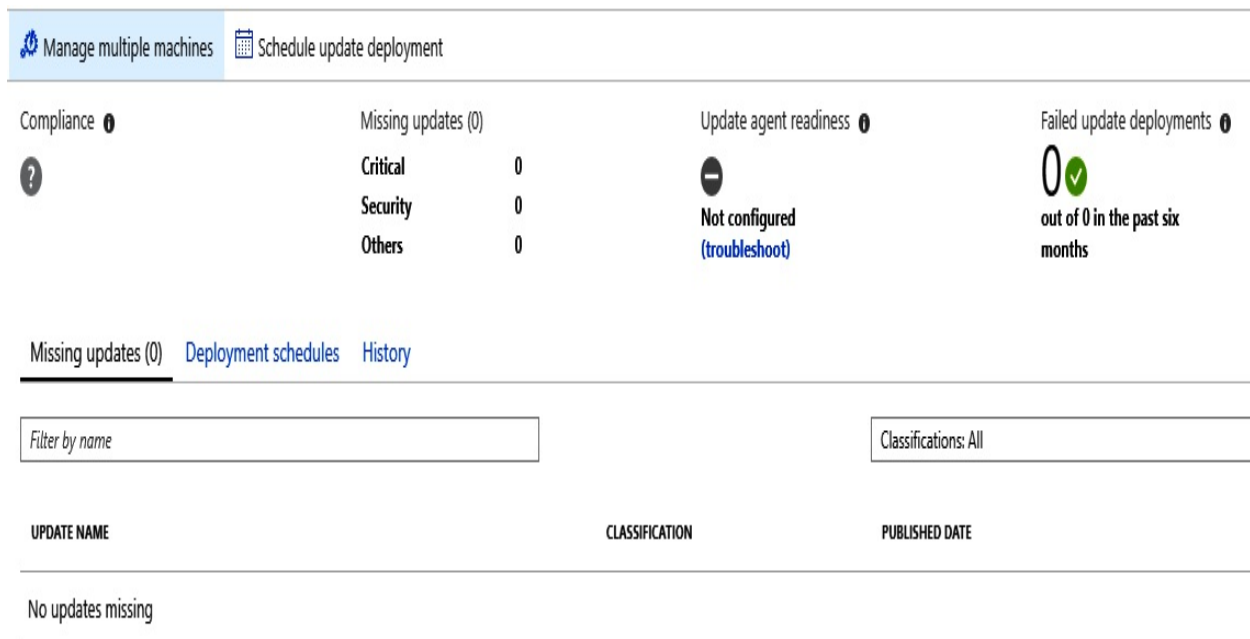 Manage multiple machines Schedule update deployment
Compliance Missing updates (0) Update agent readiness Failed update deployments
Critical 0
Security 0
Others 0
Not configured
(troubleshoot)
0
out of 0 in the past six
months
Missing updates (0) Deployment schedules History
Filter by name Classifications: All
UPDATE NAME CLASSIFICATION PUBLISHED DATE
No updates missing